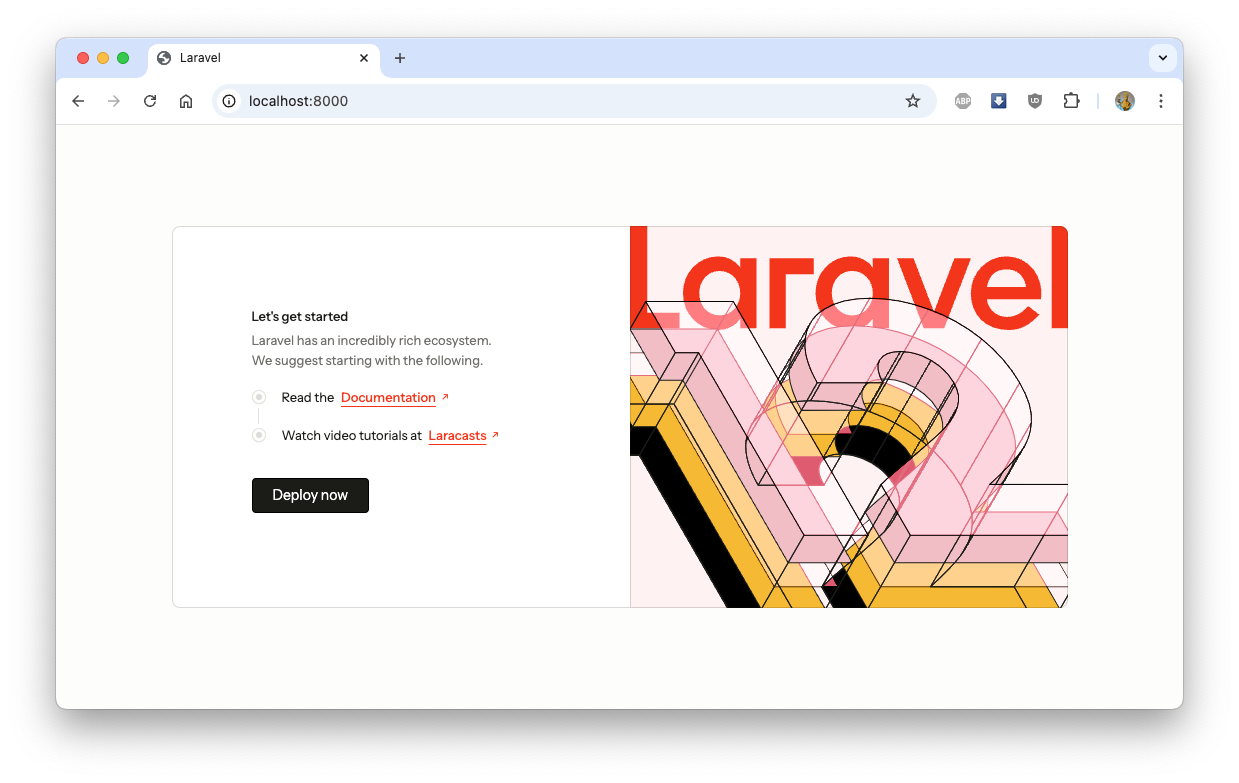 Laravel
localhost:8000
ABP
UD
Let's get started
Laravel has an incredibly rich ecosystem.
We suggest starting with the following.
Read the Documentation
Watch video tutorials at Laracasts
Deploy now
Laravel